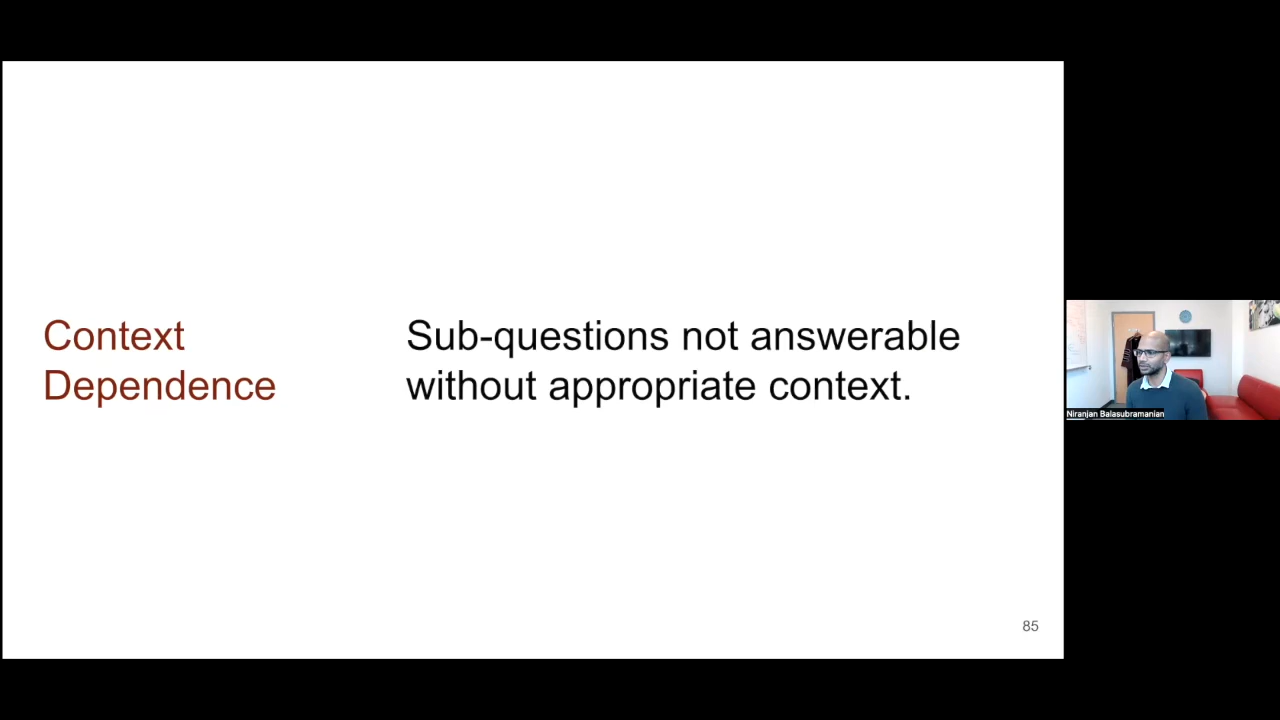 Context
Dependence
Sub-questions not answerable
without appropriate context.
85
Niranjan Balasubramanian